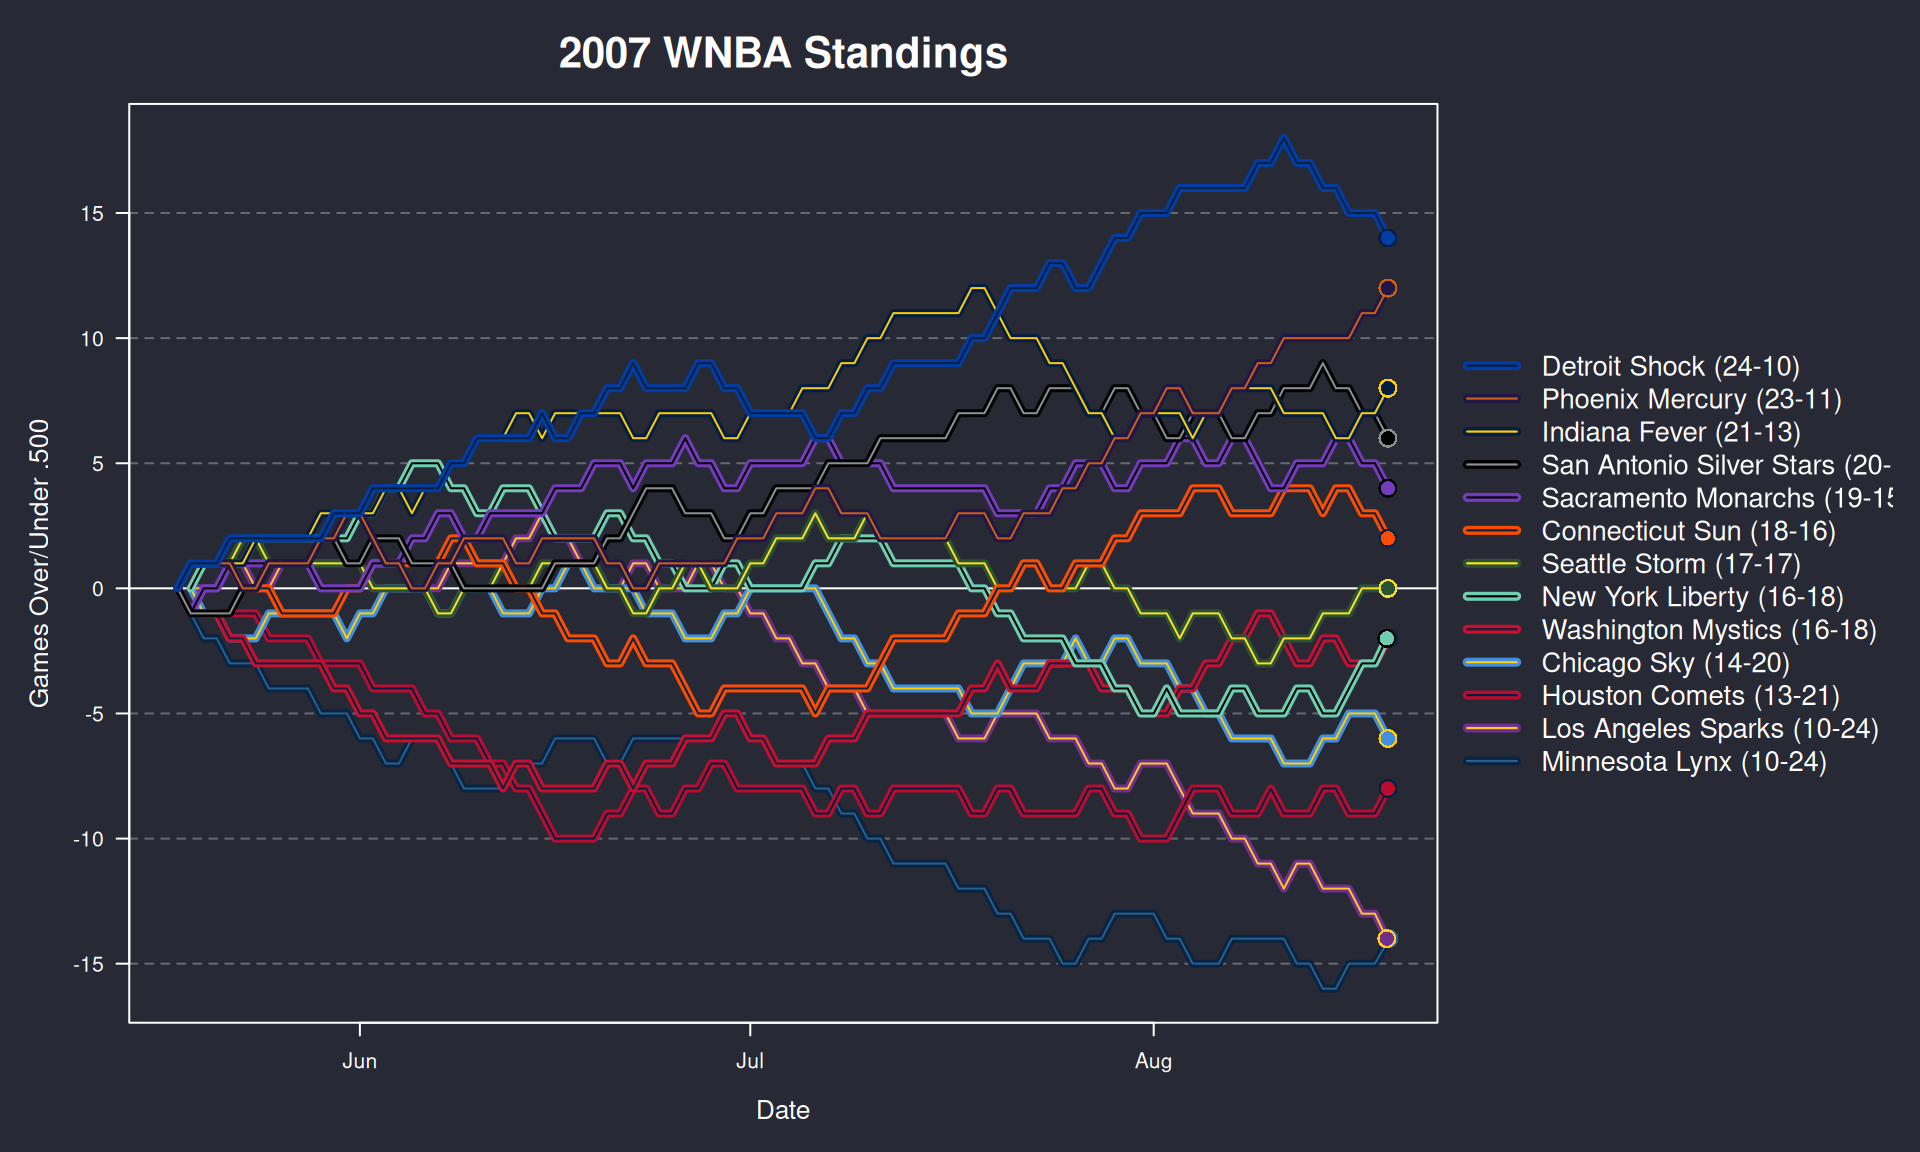 2007 WNBA Standings
Games Over/Under .500
15
10
5
0
-5
-10
-15
Jun
Jul
Aug
Date
Detroit Shock (24-10)
Phoenix Mercury (23-11)
Indiana Fever (21-13)
San Antonio Silver Stars (20-
Sacramento Monarchs (19-15
Connecticut Sun (18-16)
Seattle Storm (17-17)
New York Liberty (16-18)
Washington Mystics (16-18)
Chicago Sky (14-20)
Houston Comets (13-21)
Los Angeles Sparks (10-24)
Minnesota Lynx (10-24)